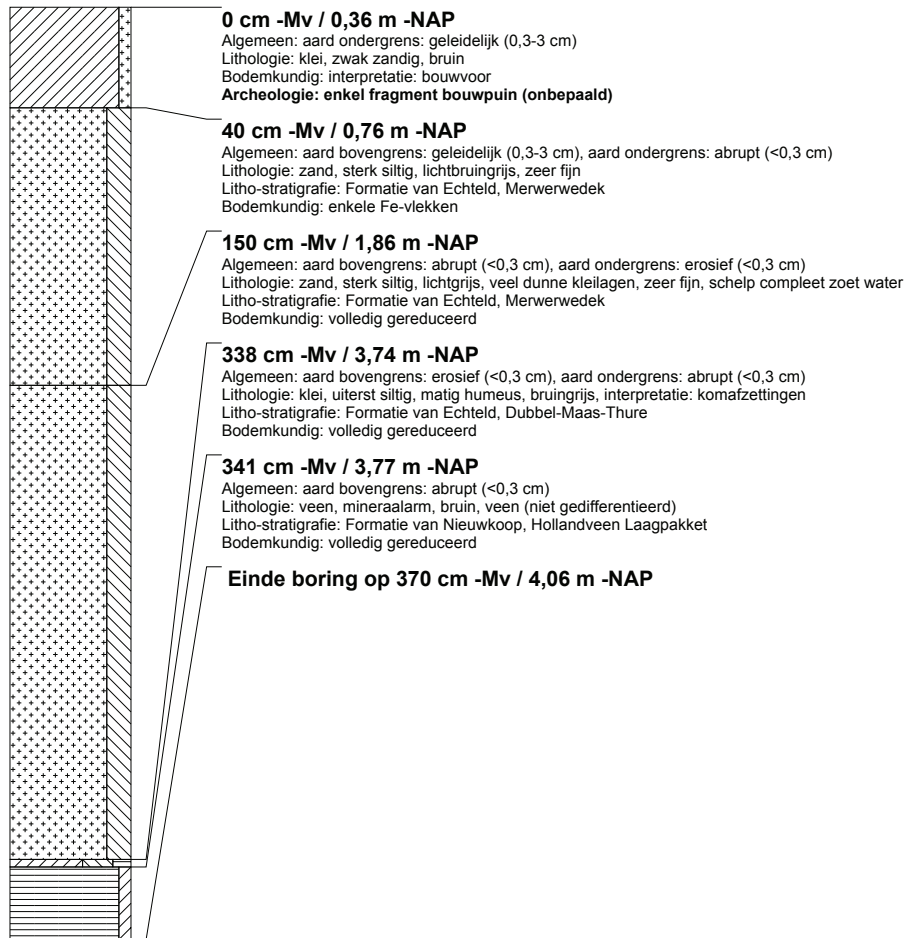 0 cm -Mv / 0,36 m -NAP
Algemeen: aard ondergrens: geleidelijk (0,3-3 cm)
Lithologie: klei, zwak zandig, bruin
Bodemkundig: interpretatie: bouwvoor
Archeologie: enkel fragment bouwpuin (onbepaald)
40 cm -Mv / 0,76 m -NAP
Algemeen: aard bovengrens: geleidelijk (0,3-3 cm), aard ondergrens: abrupt (<0,3 cm)
Lithologie: zand, sterk siltig, lichtbruingrijs, zeer fijn
Litho-stratigrafie: Formatie van Echteld, Merwerwedek
Bodemkundig: enkele Fe-vlekken
150 cm -Mv / 1,86 m -NAP
Algemeen: aard bovengrens: abrupt (<0,3 cm), aard ondergrens: erosief (<0,3 cm)
Lithologie: zand, sterk siltig, lichtgrijs, veel dunne kleilagen, zeer fijn, schelp compleet zoet water
Litho-stratigrafie: Formatie van Echteld, Merwerwedek
Bodemkundig: volledig gereduceerd
338 cm -Mv / 3,74 m -NAP
Algemeen: aard bovengrens: erosief (<0,3 cm), aard ondergrens: abrupt (<0,3 cm)
Lithologie: klei, uiterst siltig, matig humeus, bruingrijs, interpretatie: komafzettingen
Litho-stratigrafie: Formatie van Echteld, Dubbel-Maas-Thure
Bodemkundig: volledig gereduceerd
341 cm -Mv / 3,77 m -NAP
Algemeen: aard bovengrens: abrupt (<0,3 cm)
Lithologie: veen, mineraalarm, bruin, veen (niet gedifferentieerd)
Litho-stratigrafie: Formatie van Nieuwkoop, Hollandveen Laagpakket
Bodemkundig: volledig gereduceerd
Einde boring op 370 cm -Mv / 4,06 m -NAP